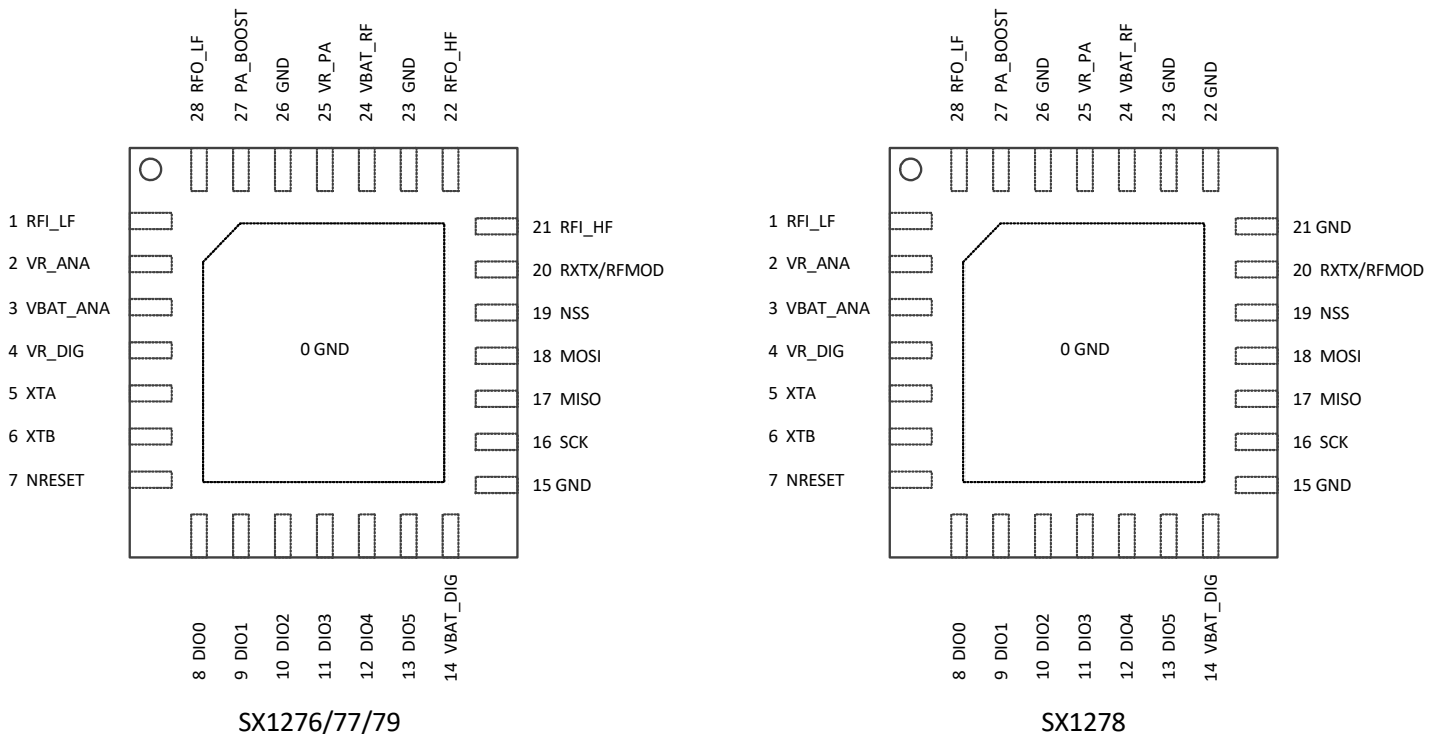 28 RFO_LF
27 PA_BOOST
26 GND
25 VR_PA
24 VBAT_RF
23 GND
22 RFO_HF
1 RFI_LF
2 VR_ANA
3 VBAT_ANA
4 VR_DIG
5 XTA
6 XTB
7 NRESET
0 GND
21 RFI_HF
20 RXTX/RFMOD
19 NSS
18 MOSI
17 MISO
16 SCK
15 GND
8 DIO0
9 DIO1
10 DIO2
11 DIO3
12 DIO4
13 DIO5
14 VBAT_DIG
SX1276/77/79
28 RFO_LF
27 PA_BOOST
26 GND
25 VR_PA
24 VBAT_RF
23 GND
22 GND
1 RFI_LF
2 VR_ANA
3 VBAT_ANA
4 VR_DIG
5 XTA
6 XTB
7 NRESET
0 GND
21 GND
20 RXTX/RFMOD
19 NSS
18 MOSI
17 MISO
16 SCK
15 GND
8 DIO0
9 DIO1
10 DIO2
11 DIO3
12 DIO4
13 DIO5
14 VBAT_DIG
SX1278